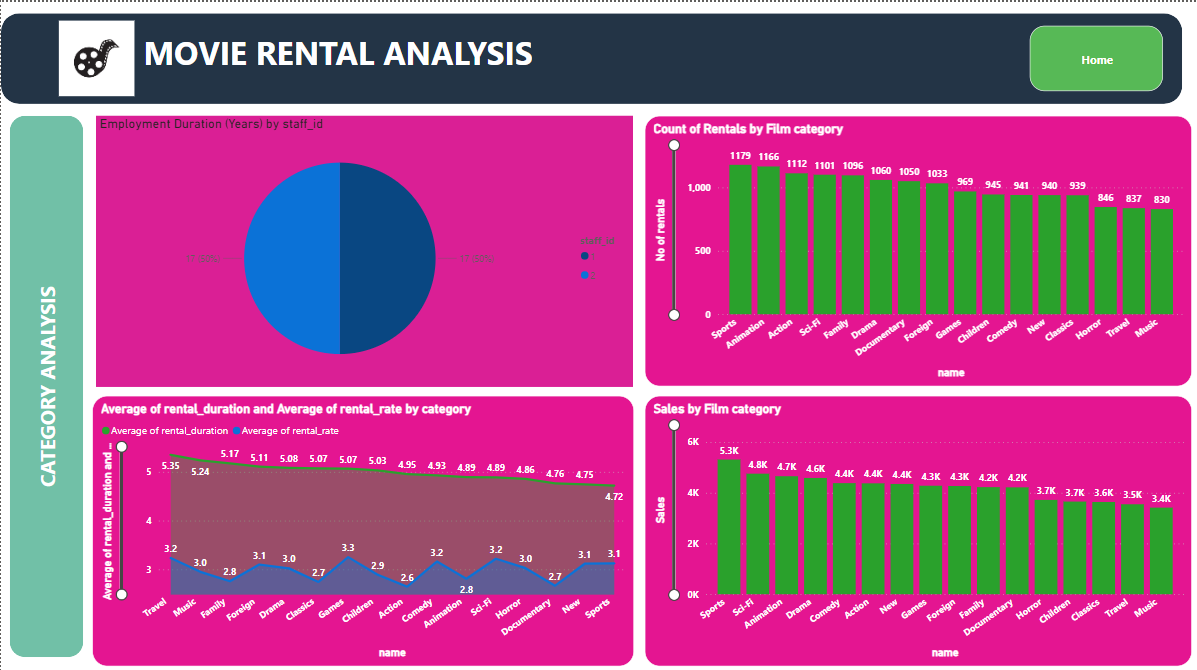 MOVIE RENTAL ANALYSIS
Home
CATEGORY ANALYSIS
Employment Duration (Years) by staff_id
Count of Rentals by Film category
No of rentals
1,000
500
0
1179 1166 1112 1101 1096 1060 1050 1033 969 945 941 940 939 846 837 830
Sports Animation Action Sci-Fi Family Drama Documentary Foreign Games Children Comedy New Classics Horror Travel Music
name
Average of rental_duration and Average of rental_rate by category
Average of rental_duration Average of rental_rate
Average of rental_duration and ...
5
4
3
5.35 5.24 5.17 5.11 5.08 5.07 5.07 5.03 4.95 4.93 4.89 4.89 4.86 4.76 4.75 4.72
3.2 3.0 2.8 3.1 3.0 2.7 3.3 2.9 2.6 3.2 2.8 3.2 3.0 2.7 3.1 3.1
Travel Music Family Foreign Drama Classics Games Children Action Comedy Animation Sci-Fi Horror Documentary New Sports
name
Sales by Film category
Sales
6K
4K
2K
0K
5.3K 4.8K 4.7K 4.6K 4.4K 4.4K 4.4K 4.3K 4.3K 4.2K 4.2K 3.7K 3.7K 3.6K 3.5K 3.4K
Sports Sci-Fi Animation Drama Comedy Action New Games Foreign Family Documentary Horror Children Classics Travel Music
name